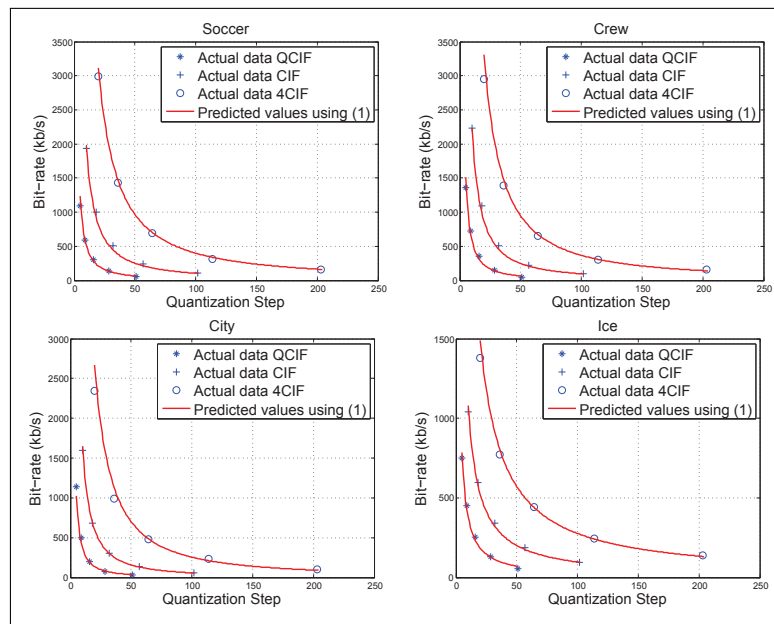 Soccer
3500
3000
2500
2000
1500
1000
500
0
Bit-rate (kb/s)
Actual data QCIF
Actual data CIF
Actual data 4CIF
Predicted values using (1)
0 50 100 150 200 250
Quantization Step
Crew
3500
3000
2500
2000
1500
1000
500
0
Bit-rate (kb/s)
Actual data QCIF
Actual data CIF
Actual data 4CIF
Predicted values using (1)
0 50 100 150 200 250
Quantization Step
City
3000
2500
2000
1500
1000
500
0
Bit-rate (kb/s)
Actual data QCIF
Actual data CIF
Actual data 4CIF
Predicted values using (1)
0 50 100 150 200 250
Quantization Step
Ice
1500
1000
500
0
Bit-rate (kb/s)
Actual data QCIF
Actual data CIF
Actual data 4CIF
Predicted values using (1)
0 50 100 150 200 250
Quantization Step